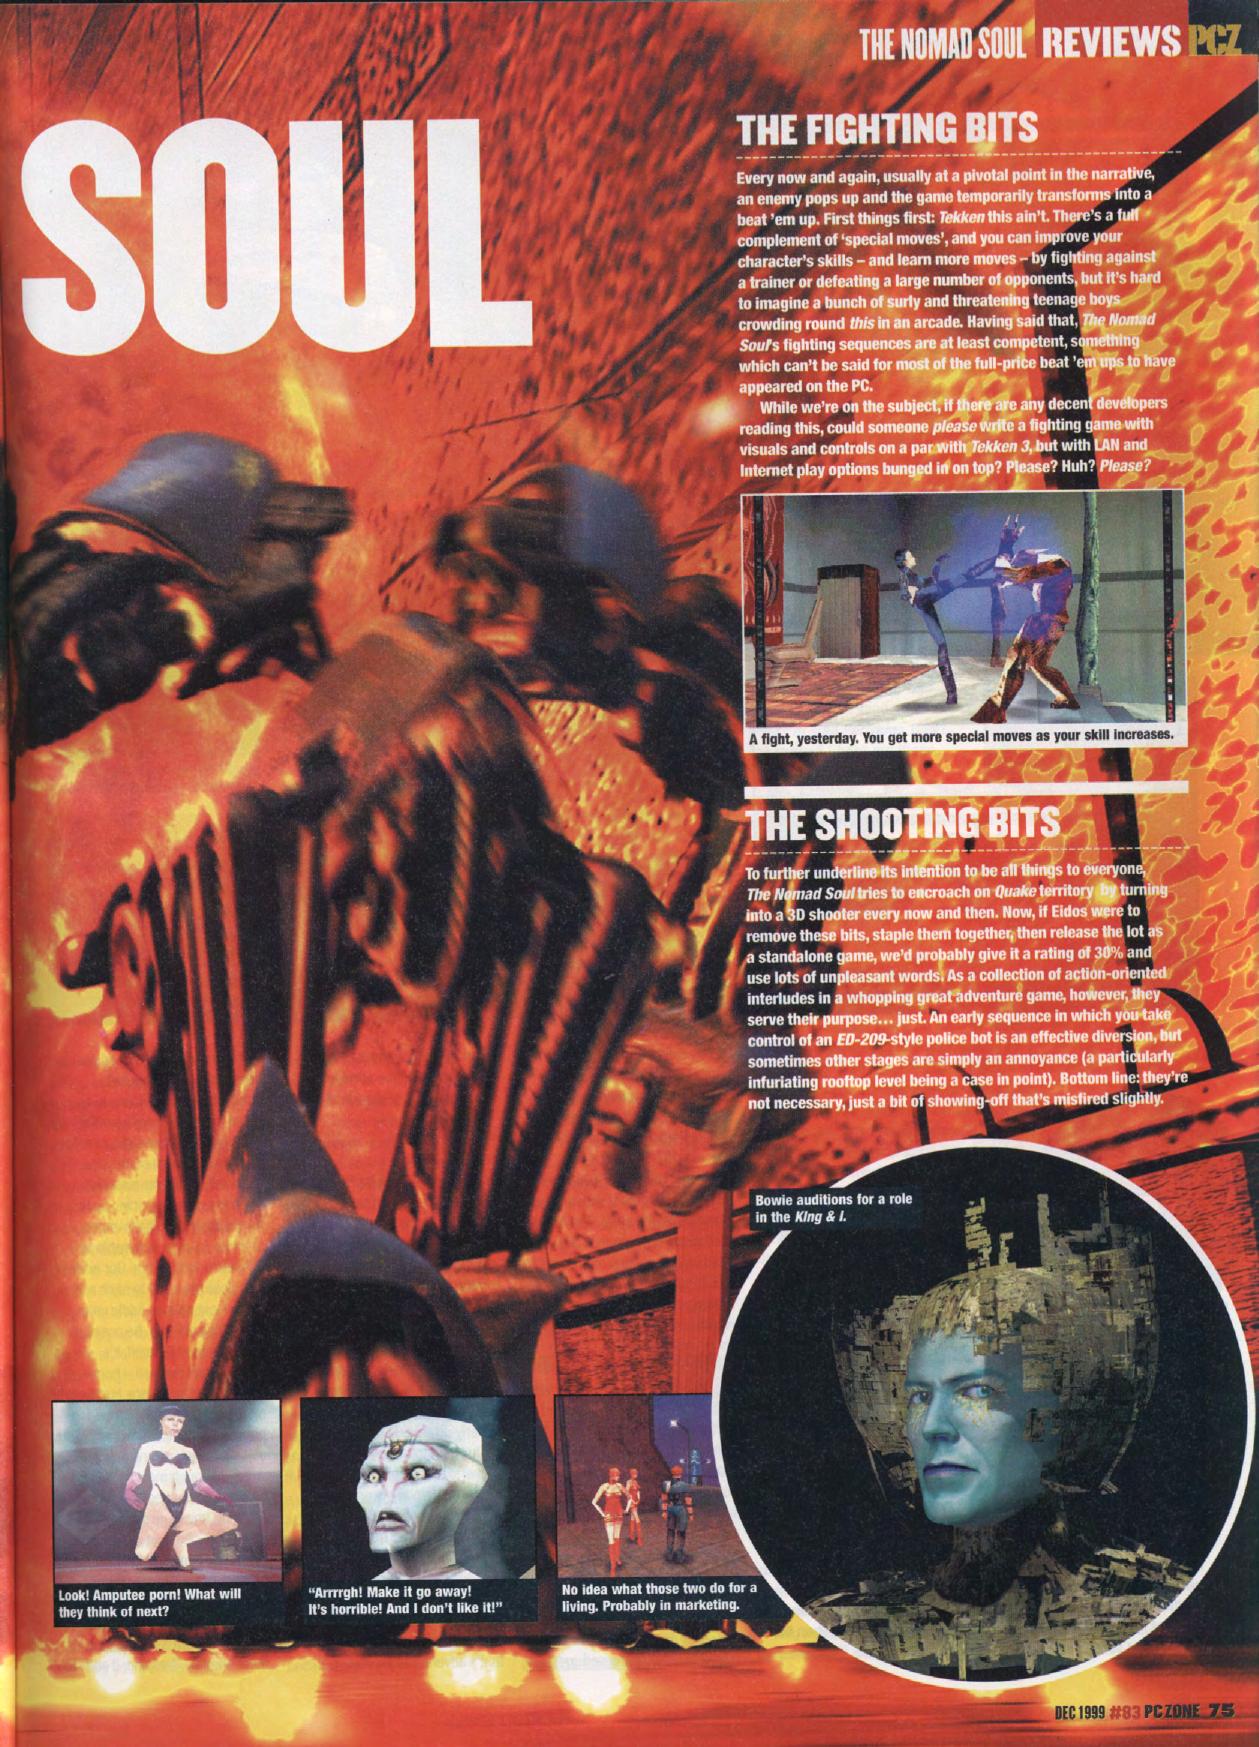 THE NOMAD SOUL REVIEWS PCZ
SOUL
THE FIGHTING BITS
Every now and again, usually at a pivotal point in the narrative,
an enemy pops up and the game temporarily transforms into a
beat 'em up. First things first: Tekken this ain't. There's a full
complement of 'special moves', and you can improve your
character's skills – and learn more moves – by fighting against
a trainer or defeating a large number of opponents, but it's hard
to imagine a bunch of surly and threatening teenage boys
crowding round this in an arcade. Having said that, The Nomad
Soul's fighting sequences are at least competent, something
which can't be said for most of the full-price beat 'em ups to have
appeared on the PC.
While we're on the subject, if there are any decent developers
reading this, could someone please write a fighting game with
visuals and controls on a par with Tekken 3, but with LAN and
Internet play options bunged in on top? Please? Huh? Please?
A fight, yesterday. You get more special moves as your skill increases.
THE SHOOTING BITS
To further underline its intention to be all things to everyone,
The Nomad Soul tries to encroach on Quake territory by turning
into a 3D shooter every now and then. Now, if Eidos were to
remove these bits, staple them together, then release the lot as
a standalone game, we'd probably give it a rating of 30% and
use lots of unpleasant words. As a collection of action-oriented
interludes in a whopping great adventure game, however, they
serve their purpose... just. An early sequence in which you take
control of an ED-209-style police bot is an effective diversion, but
sometimes other stages are simply an annoyance (a particularly
infuriating rooftop level being a case in point). Bottom line: they're
not necessary, just a bit of showing-off that's misfired slightly.
Bowie auditions for a role
in the King & I.
Look! Amputee porn! What will
they think of next?
"Arrrrgh! Make it go away!
It's horrible! And I don't like it!"
No idea what those two do for a
living. Probably in marketing.
DEC 1999 #83 PC ZONE 75